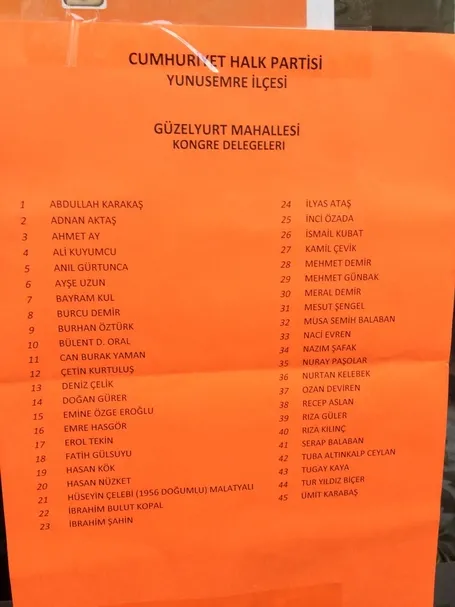 CUMHURİYET HALK PARTİSİ
YUNUSEMRE İLÇESİ
GÜZELYURT MAHALLESİ
KONGRE DELEGELERİ
1 ABDULLAH KARAKAŞ
2 ADNAN AKTAŞ
3 AHMET AY
4 ALİ KUYUMCU
5 ANIL GÜRTUNCA
6 AYŞE UZUN
7 BAYRAM KUL
8 BURCU DEMİR
9 BURHAN ÖZTÜRK
10 BÜLENT D. ORAL
11 CAN BURAK YAMAN
12 ÇETİN KURTULUŞ
13 DENİZ ÇELİK
14 DOĞAN GÜRER
15 EMİNE ÖZGE EROĞLU
16 EMRE HASGÖR
17 EROL TEKİN
18 FATİH GÜLSUYU
19 HASAN KÖK
20 HASAN NÜZKET
21 HÜSEYİN ÇELEBİ (1956 DOĞUMLU) MALATYALI
22 İBRAHİM BULUT KOPAL
23 İBRAHİM ŞAHİN
24 İLYAS ATAŞ
25 İNCİ ÖZADA
26 İSMAİL KUBAT
27 KAMİL ÇEVİK
28 MEHMET DEMİR
29 MEHMET GÜNBAK
30 MERAL DEMİR
31 MESUT ŞENGEL
32 MUSA SEMİH BALABAN
33 NACİ EVREN
34 NAZIM ŞAFAK
35 NURAY PAŞOLAR
36 NURTAN KELEBEK
37 OZAN DEVİREN
38 RECEP ASLAN
39 RIZA GÜLER
40 RIZA KILINÇ
41 SERAP BALABAN
42 TUBA ALTINKALP CEYLAN
43 TUGAY KAYA
44 TUR YILDIZ BİÇER
45 ÜMİT KARABAŞ